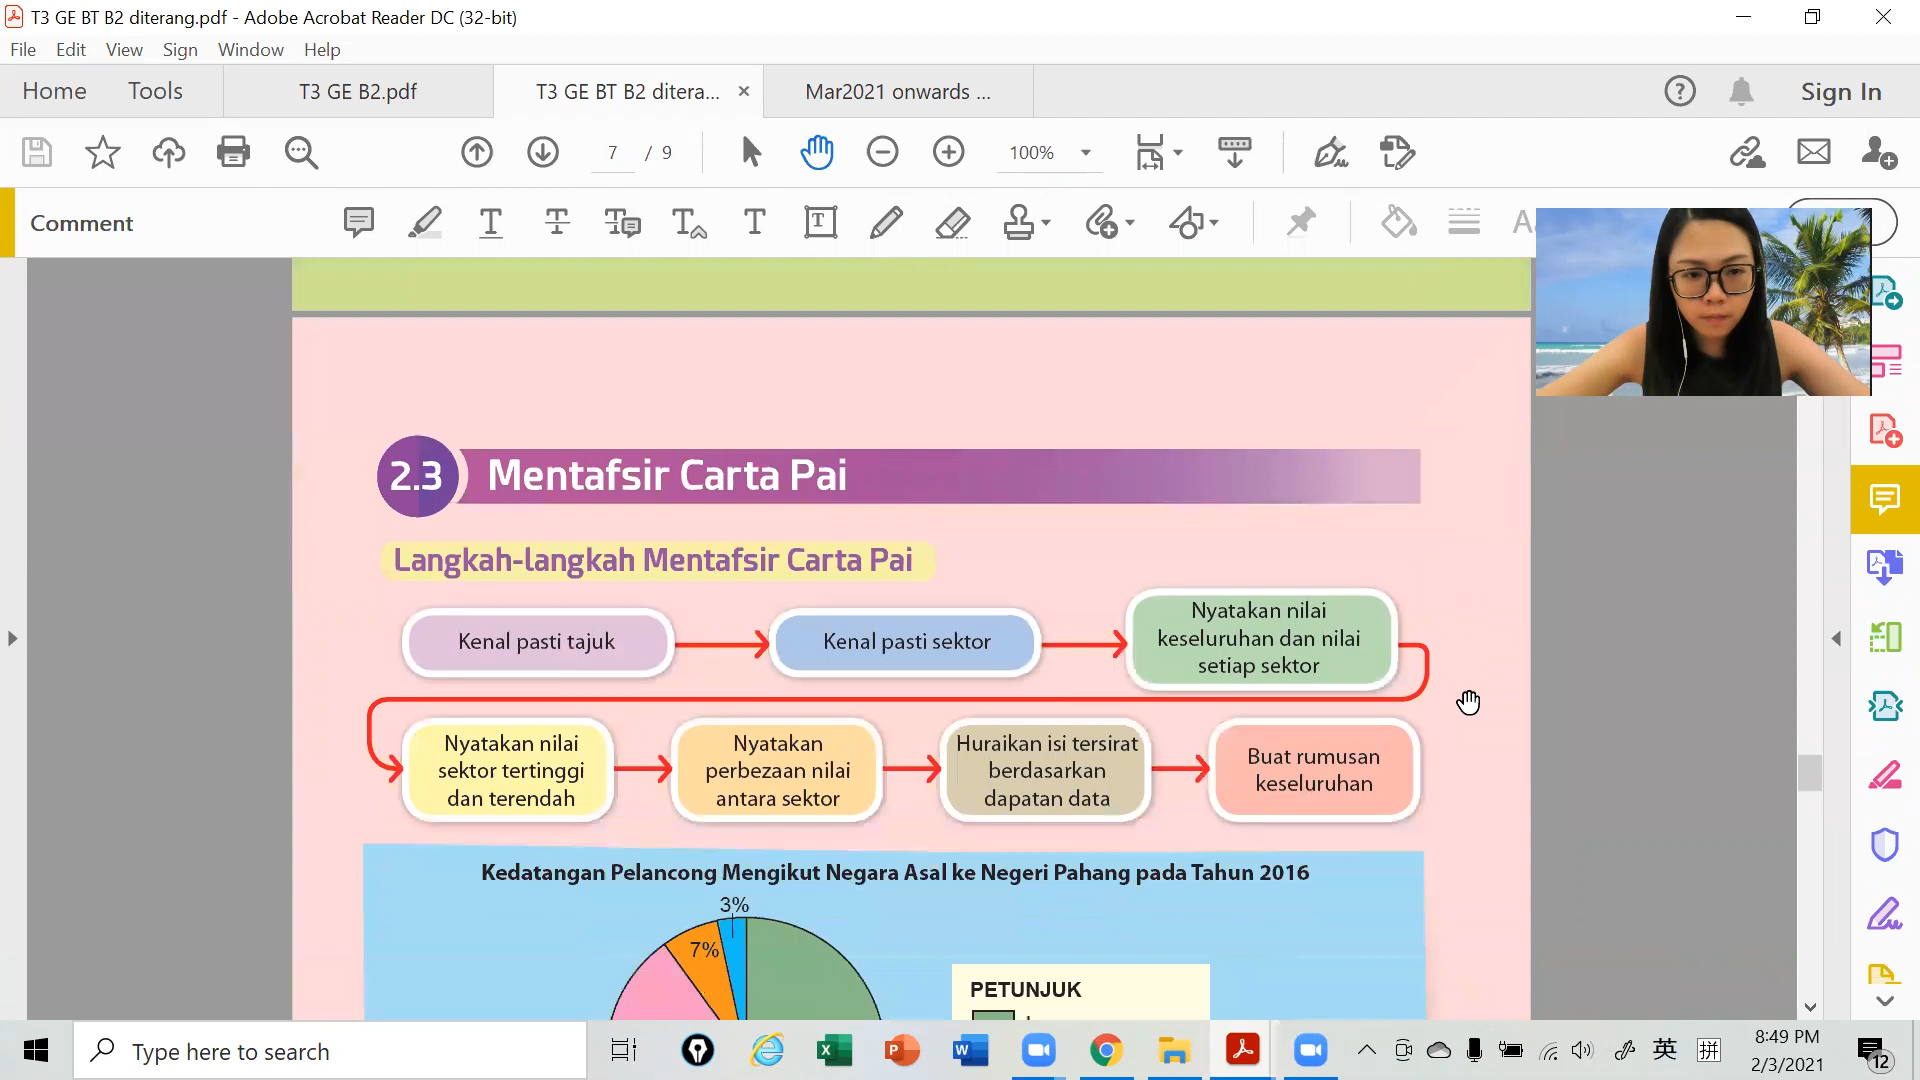 T3 GE BT B2 diterang.pdf - Adobe Acrobat Reader DC (32-bit)
File Edit View Sign Window Help
Home Tools T3 GE B2.pdf T3 GE BT B2 ditera... × Mar2021 onwards ... ? Sign In
7 / 9 100%
Comment
2.3 Mentafsir Carta Pai
Langkah-langkah Mentafsir Carta Pai
Kenal pasti tajuk
Kenal pasti sektor
Nyatakan nilai
keseluruhan dan nilai
setiap sektor
Nyatakan nilai
sektor tertinggi
dan terendah
Nyatakan
perbezaan nilai
antara sektor
Huraikan isi tersirat
berdasarkan
dapatan data
Buat rumusan
keseluruhan
Kedatangan Pelancong Mengikut Negara Asal ke Negeri Pahang pada Tahun 2016
3%
7%
PETUNJUK
Type here to search
英 拼
8:49 PM
2/3/2021
12